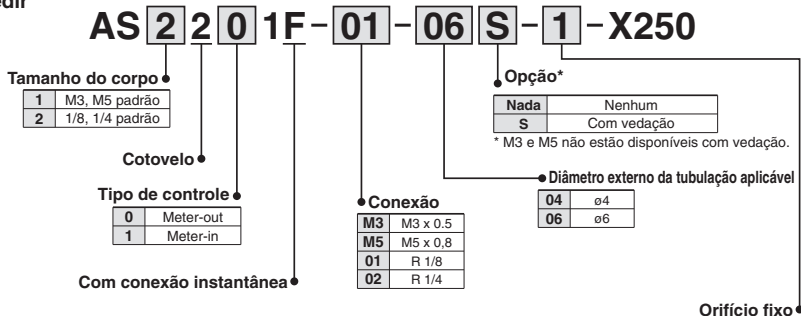 edir
AS 2 2 0 1F-01-06 S-1-X250
Tamanho do corpo
1 M3, M5 padrão
2 1/8, 1/4 padrão
Cotovelo
Tipo de controle
0 Meter-out
1 Meter-in
Com conexão instantânea
Conexão
M3 M3 x 0.5
M5 M5 x 0,8
01 R 1/8
02 R 1/4
Opção*
Nada Nenhum
S Com vedação
* M3 e M5 não estão disponíveis com vedação.
Diâmetro externo da tubulação aplicável
04 ø4
06 ø6
Orifício fixo